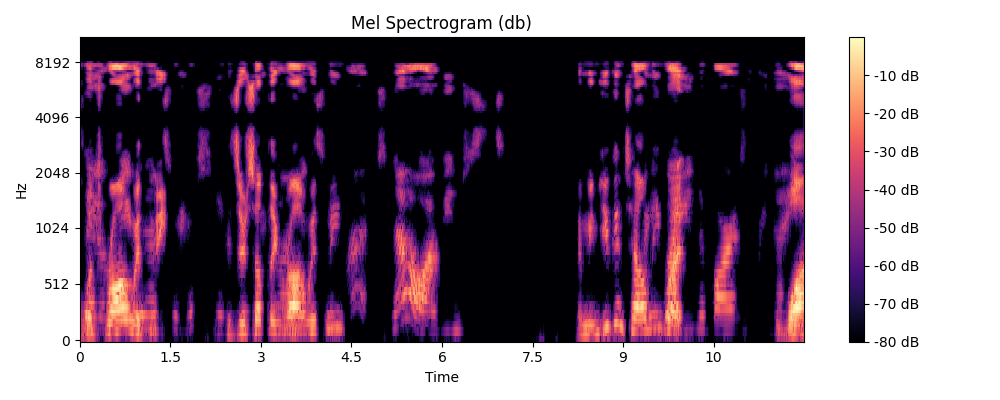 Mel Spectrogram (db)
8192
4096
2048
1024
512
0
Hz
0 1.5 3 4.5 6 7.5 9 10
Time
-10 dB
-20 dB
-30 dB
-40 dB
-50 dB
-60 dB
-70 dB
-80 dB